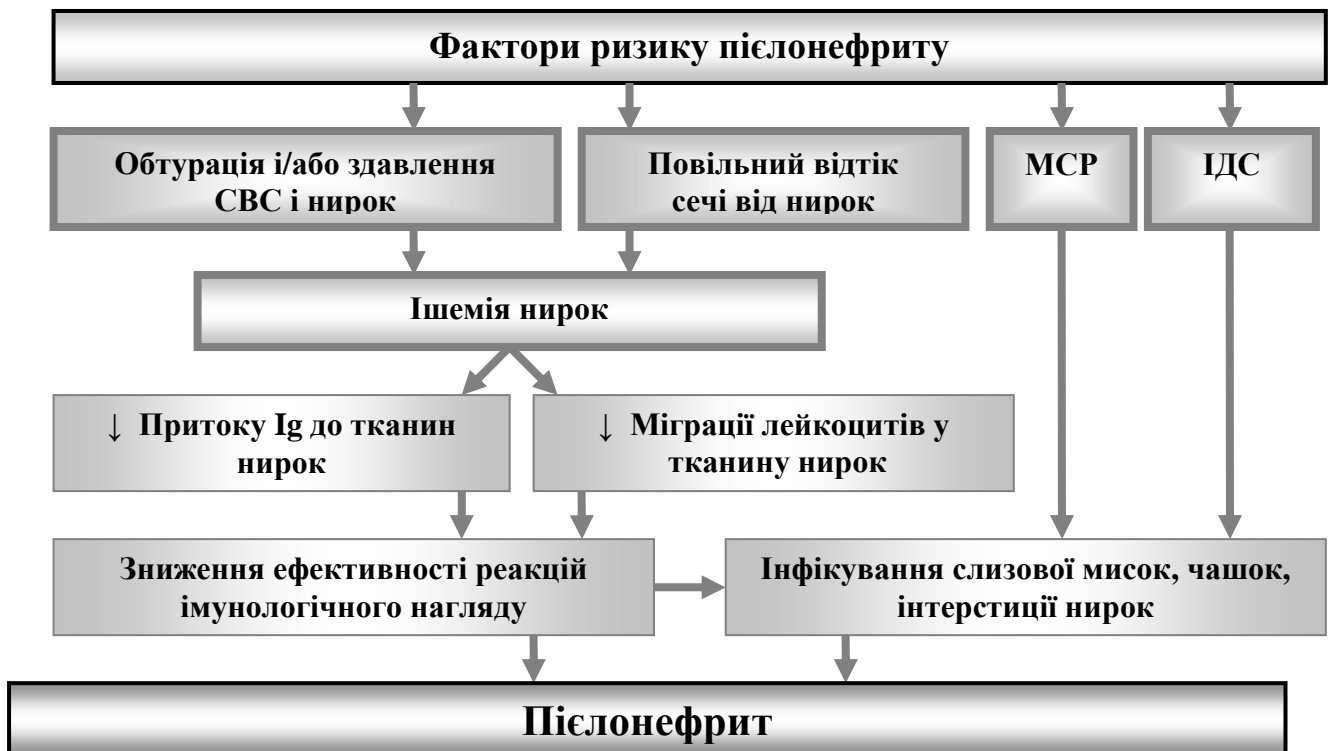 Фактори ризику пієлонефриту
Обтурація і/або здавлення
СВС і нирок
Повільний відтік
сечі від нирок
МСР
ІДС
Ішемія нирок
↓ Притоку Ig до тканин
нирок
↓ Міграції лейкоцитів у
тканину нирок
Зниження ефективності реакцій
імунологічного нагляду
Інфікування слизової мисок, чашок,
інтерстиції нирок
Пієлонефрит